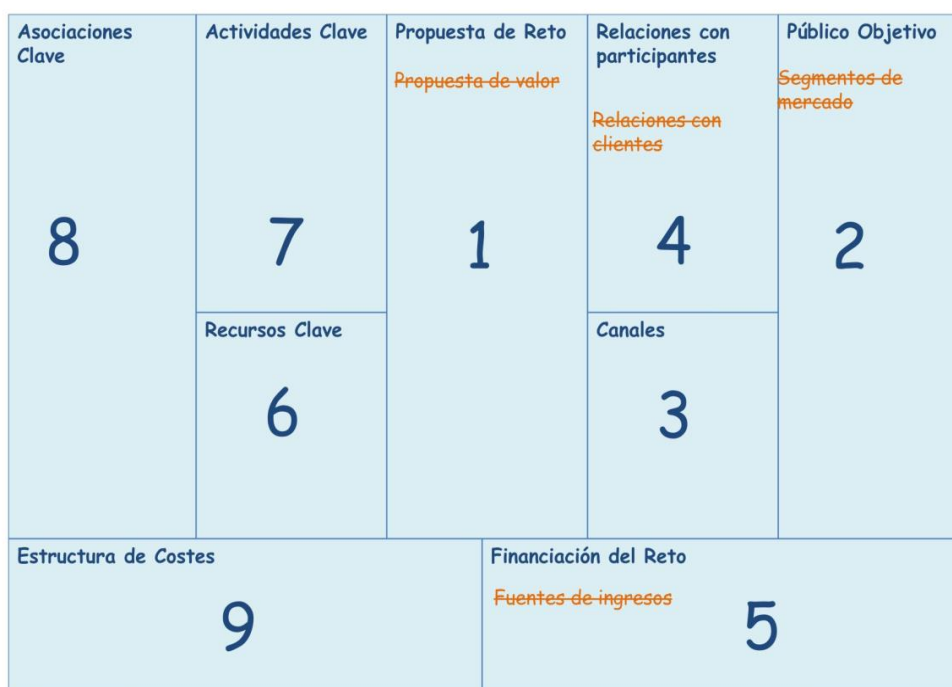 Asociaciones
Clave
8
Actividades Clave
7
Recursos Clave
6
Propuesta de Reto
Propuesta de valor
1
Relaciones con
participantes
Relaciones con
clientes
4
Canales
3
Público Objetivo
Segmentos de
mercado
2
Estructura de Costes
9
Financiación del Reto
Fuentes de ingresos
5